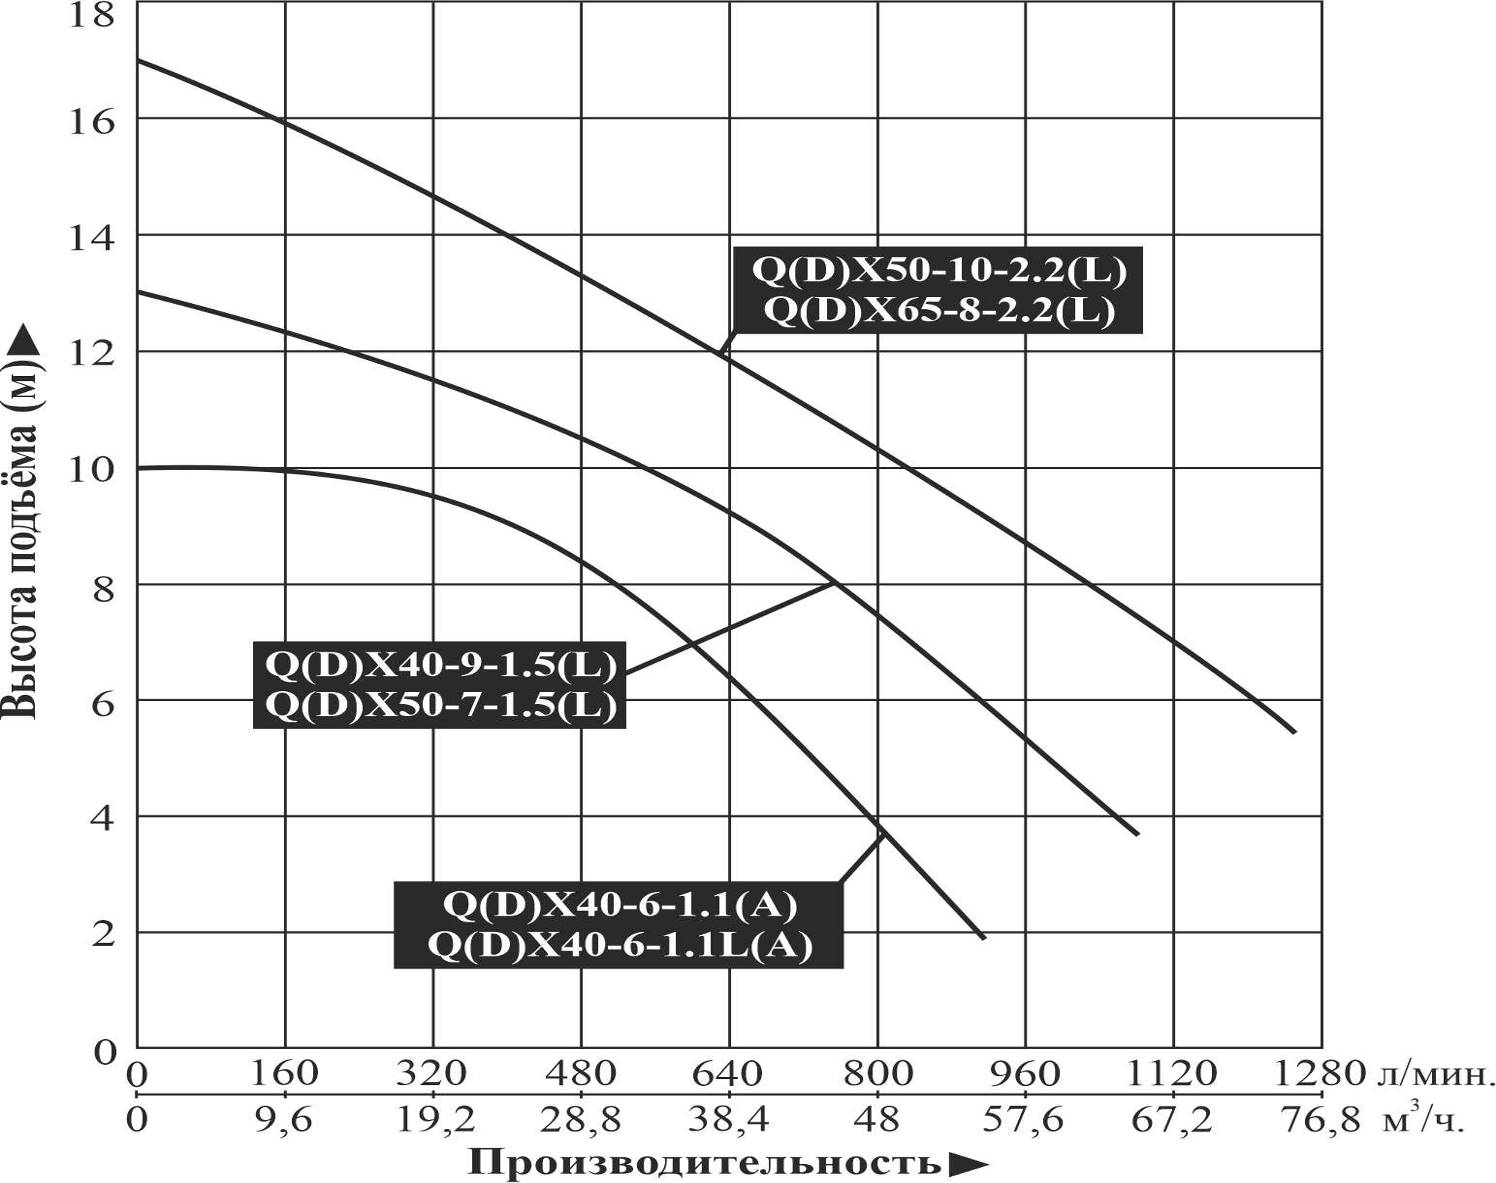 18
16
14
Q(D)X50-10-2.2(L)
Q(D)X65-8-2.2(L)
12
10
8
Q(D)X40-9-1.5(L)
Q(D)X50-7-1.5(L)
6
4
Q(D)X40-6-1.1(A)
Q(D)X40-6-1.1L(A)
2
0
Высота подъёма (м)
0 160 320 480 640 800 960 1120 1280 л/мин.
0 9,6 19,2 28,8 38,4 48 57,6 67,2 76,8 м³/ч.
Производительность